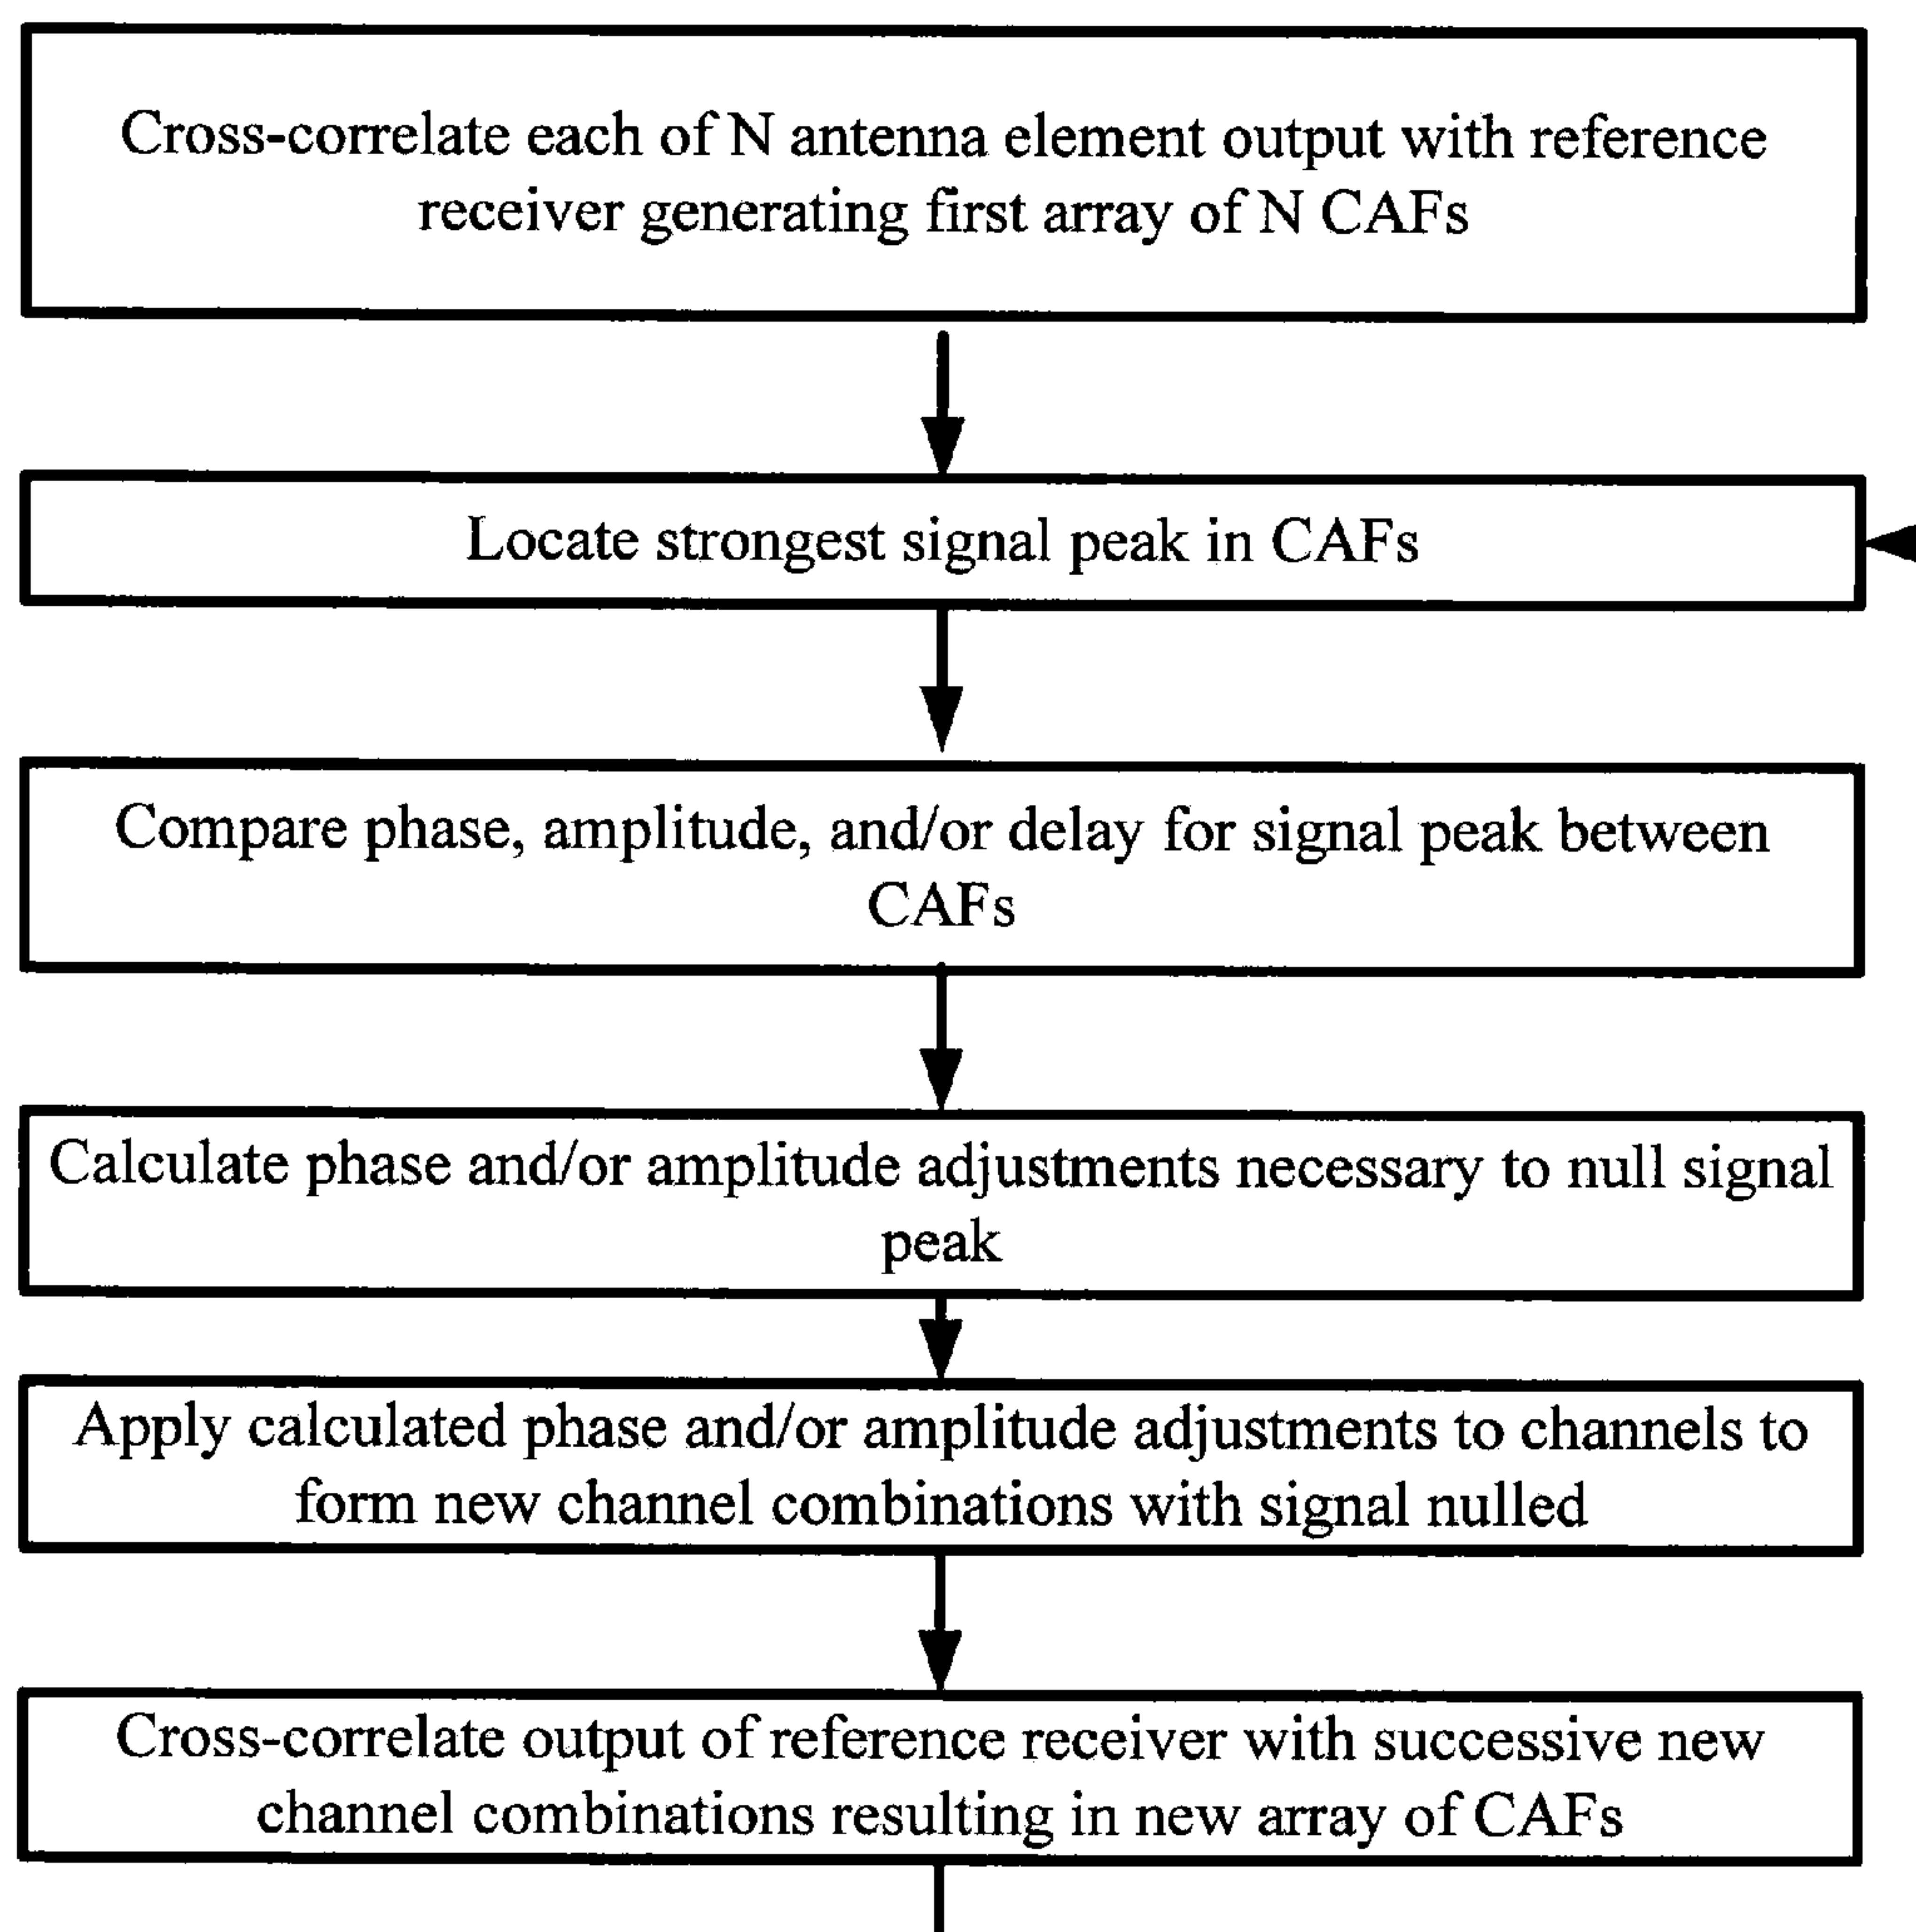 Cross-correlate each of N antenna element output with reference
receiver generating first array of N CAFs
Locate strongest signal peak in CAFs
Compare phase, amplitude, and/or delay for signal peak between
CAFs
Calculate phase and/or amplitude adjustments necessary to null signal
peak
Apply calculated phase and/or amplitude adjustments to channels to
form new channel combinations with signal nulled
Cross-correlate output of reference receiver with successive new
channel combinations resulting in new array of CAFs